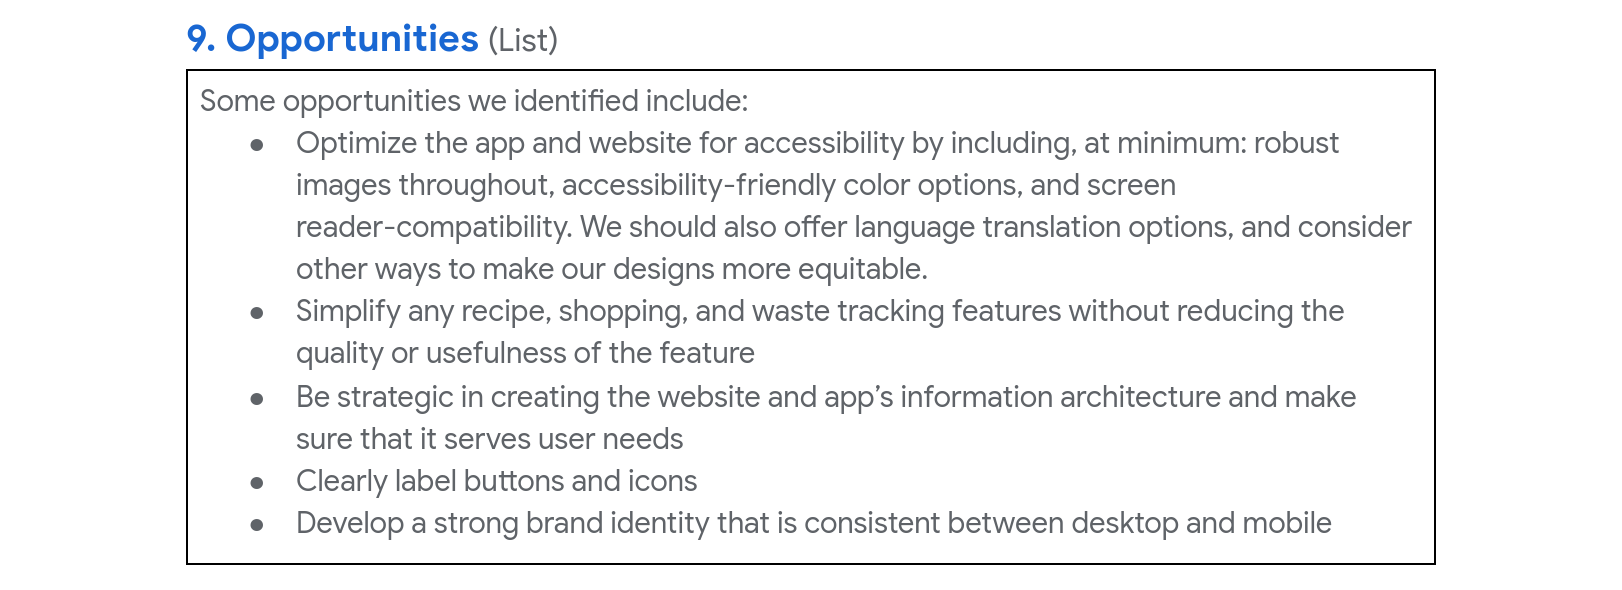 9. Opportunities (List)
Some opportunities we identified include:
● Optimize the app and website for accessibility by including, at minimum: robust
images throughout, accessibility-friendly color options, and screen
reader-compatibility. We should also offer language translation options, and consider
other ways to make our designs more equitable.
● Simplify any recipe, shopping, and waste tracking features without reducing the
quality or usefulness of the feature
● Be strategic in creating the website and app’s information architecture and make
sure that it serves user needs
● Clearly label buttons and icons
● Develop a strong brand identity that is consistent between desktop and mobile